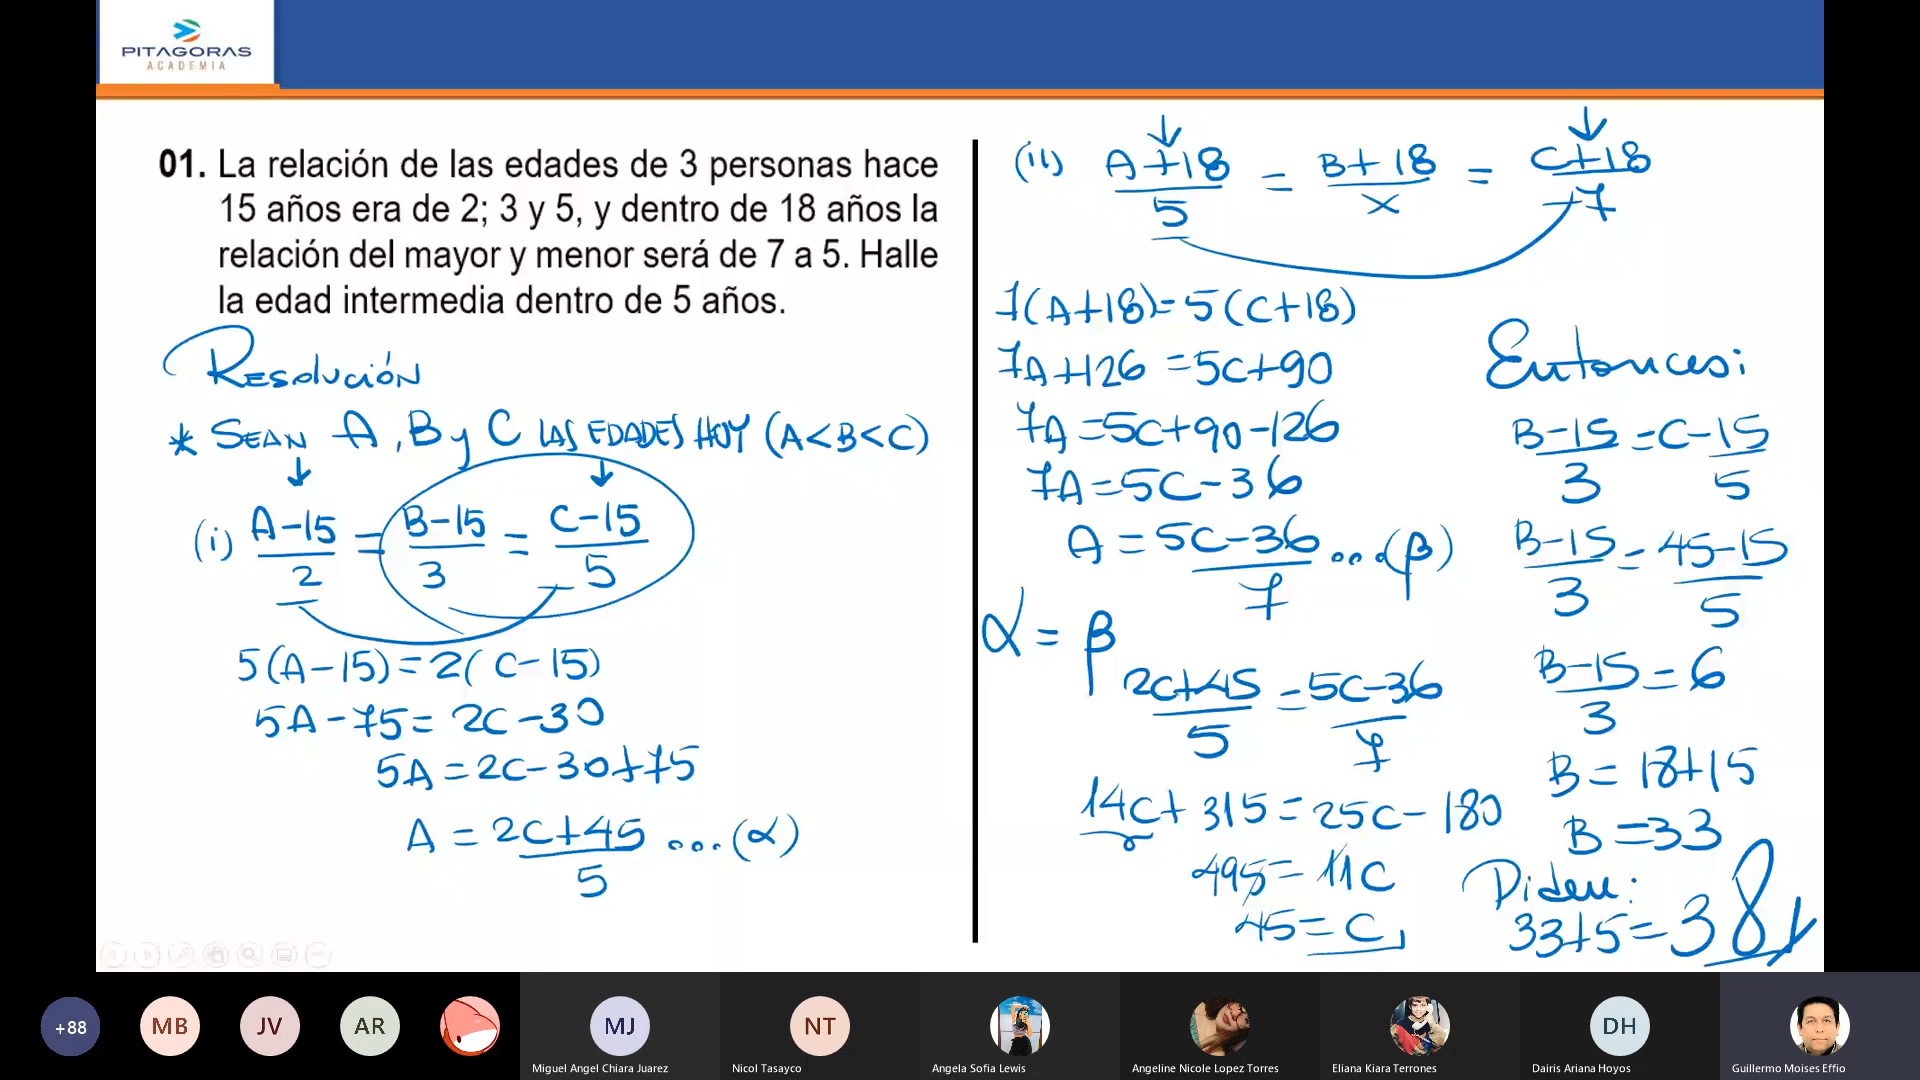 PITAGORAS
ACADEMIA
01. La relación de las edades de 3 personas hace
15 años era de 2; 3 y 5, y dentro de 18 años la
relación del mayor y menor será de 7 a 5. Halle
la edad intermedia dentro de 5 años.
RESOLUCIÓN
* SEAN A, B y C LAS EDADES HOY (A<B<C)
(i) A-15/2 = B-15/3 = C-15/5
5(A-15)=2(C-15)
5A-75=2C-30
5A=2C-30+75
A=2C+45/5 ...(α)
(ii) A+18/5 = B+18/x = C+18/7
7(A+18)=5(C+18)
7A+126=5C+90
7A=5C+90-126
7A=5C-36
A=5C-36/7 ...(β)
α=β
2C+45/5=5C-36/7
14C+315=25C-180
495=11C
45=C
Entonces:
B-15/3=C-15/5
B-15/3=45-15/5
B-15/3=6
B=18+15
B=33
Piden:
33+5=38
+88
MB
JV
AR
MJ
NT
DH
Miguel Angel Chiara Juarez
Nicol Tasayco
Angela Sofia Lewis
Angeline Nicole Lopez Torres
Eliana Kiara Terrones
Dairis Ariana Hoyos
Guillermo Moises Effio